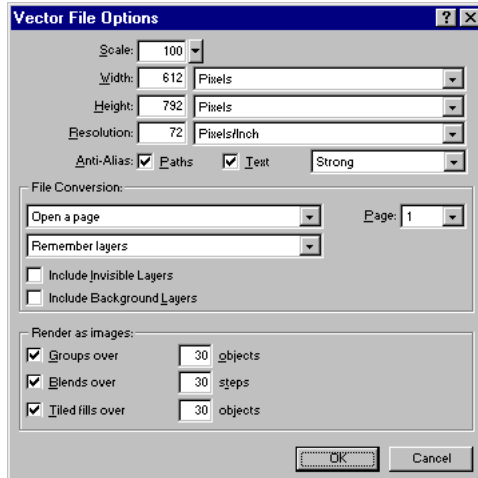 Vector File Options
Scale: 100
Width: 612 Pixels
Height: 792 Pixels
Resolution: 72 Pixels/Inch
Anti-Alias: Paths Text Strong
File Conversion:
Open a page Page: 1
Remember layers
Include Invisible Layers
Include Background Layers
Render as images:
Groups over 30 objects
Blends over 30 steps
Tiled fills over 30 objects
OK Cancel